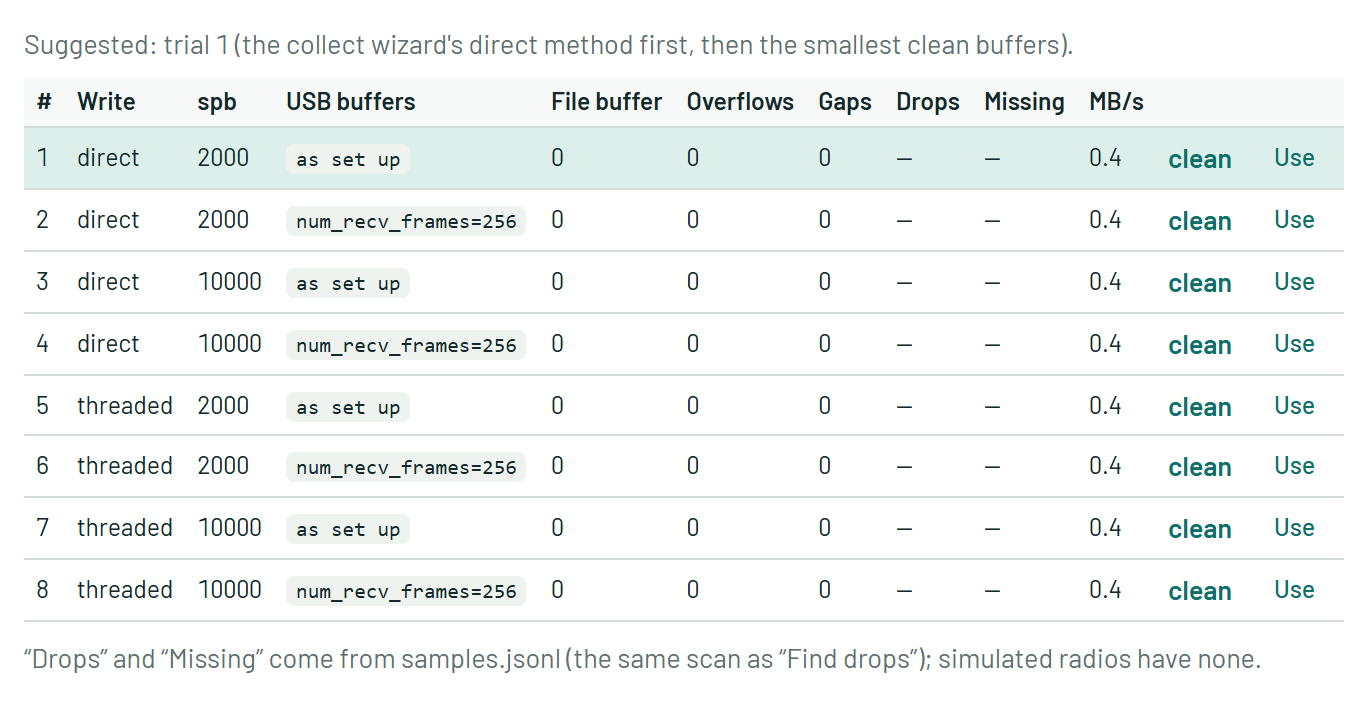 Suggested: trial 1 (the collect wizard's direct method first, then the smallest clean buffers).
# Write spb USB buffers File buffer Overflows Gaps Drops Missing MB/s
1 direct 2000 as set up 0 0 0 — — 0.4 clean Use
2 direct 2000 num_recv_frames=256 0 0 0 — — 0.4 clean Use
3 direct 10000 as set up 0 0 0 — — 0.4 clean Use
4 direct 10000 num_recv_frames=256 0 0 0 — — 0.4 clean Use
5 threaded 2000 as set up 0 0 0 — — 0.4 clean Use
6 threaded 2000 num_recv_frames=256 0 0 0 — — 0.4 clean Use
7 threaded 10000 as set up 0 0 0 — — 0.4 clean Use
8 threaded 10000 num_recv_frames=256 0 0 0 — — 0.4 clean Use
“Drops” and “Missing” come from samples.jsonl (the same scan as “Find drops”); simulated radios have none.